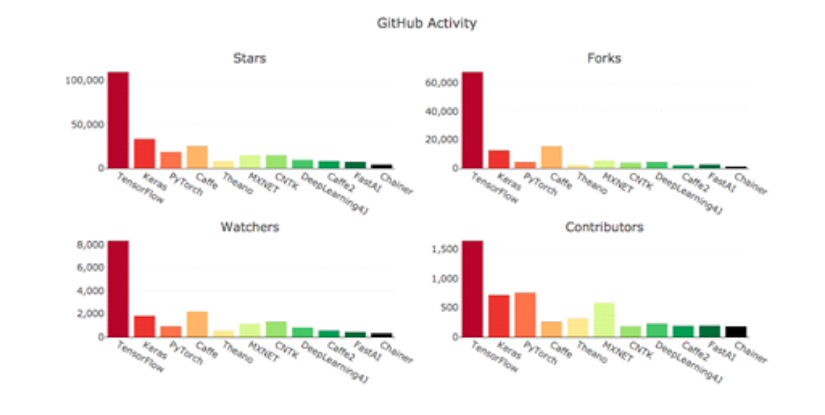 GitHub Activity
Stars
100,000
50,000
0
TensorFlow
Keras
PyTorch
Caffe
Theano
MXNET
CNTK
DeepLearning4J
Caffe2
FastAI
Chainer
Forks
60,000
40,000
20,000
0
TensorFlow
Keras
PyTorch
Caffe
Theano
MXNET
CNTK
DeepLearning4J
Caffe2
FastAI
Chainer
Watchers
8,000
6,000
4,000
2,000
0
TensorFlow
Keras
PyTorch
Caffe
Theano
MXNET
CNTK
DeepLearning4J
Caffe2
FastAI
Chainer
Contributors
1,500
1,000
500
0
TensorFlow
Keras
PyTorch
Caffe
Theano
MXNET
CNTK
DeepLearning4J
Caffe2
FastAI
Chainer